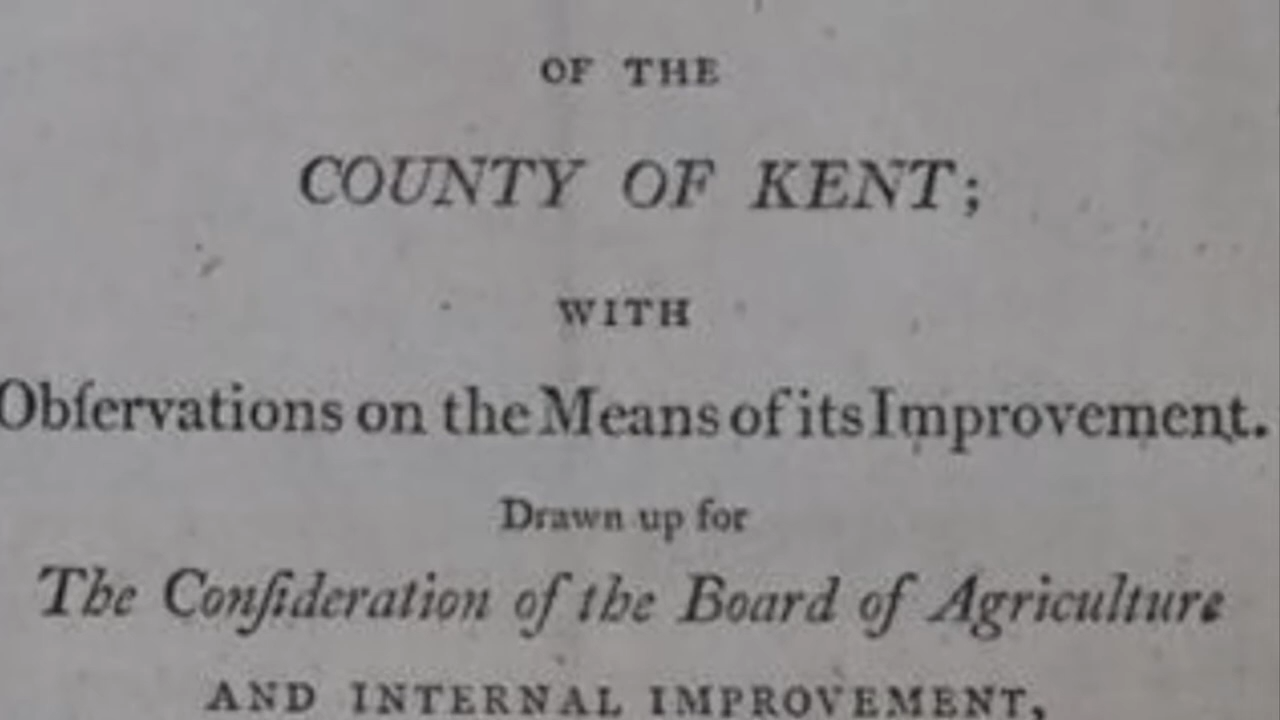 OF THE
COUNTY OF KENT;
WITH
Obſervations on the Means of its Improvement.
Drawn up for
The Conſideration of the Board of Agriculture
AND INTERNAL IMPROVEMENT,